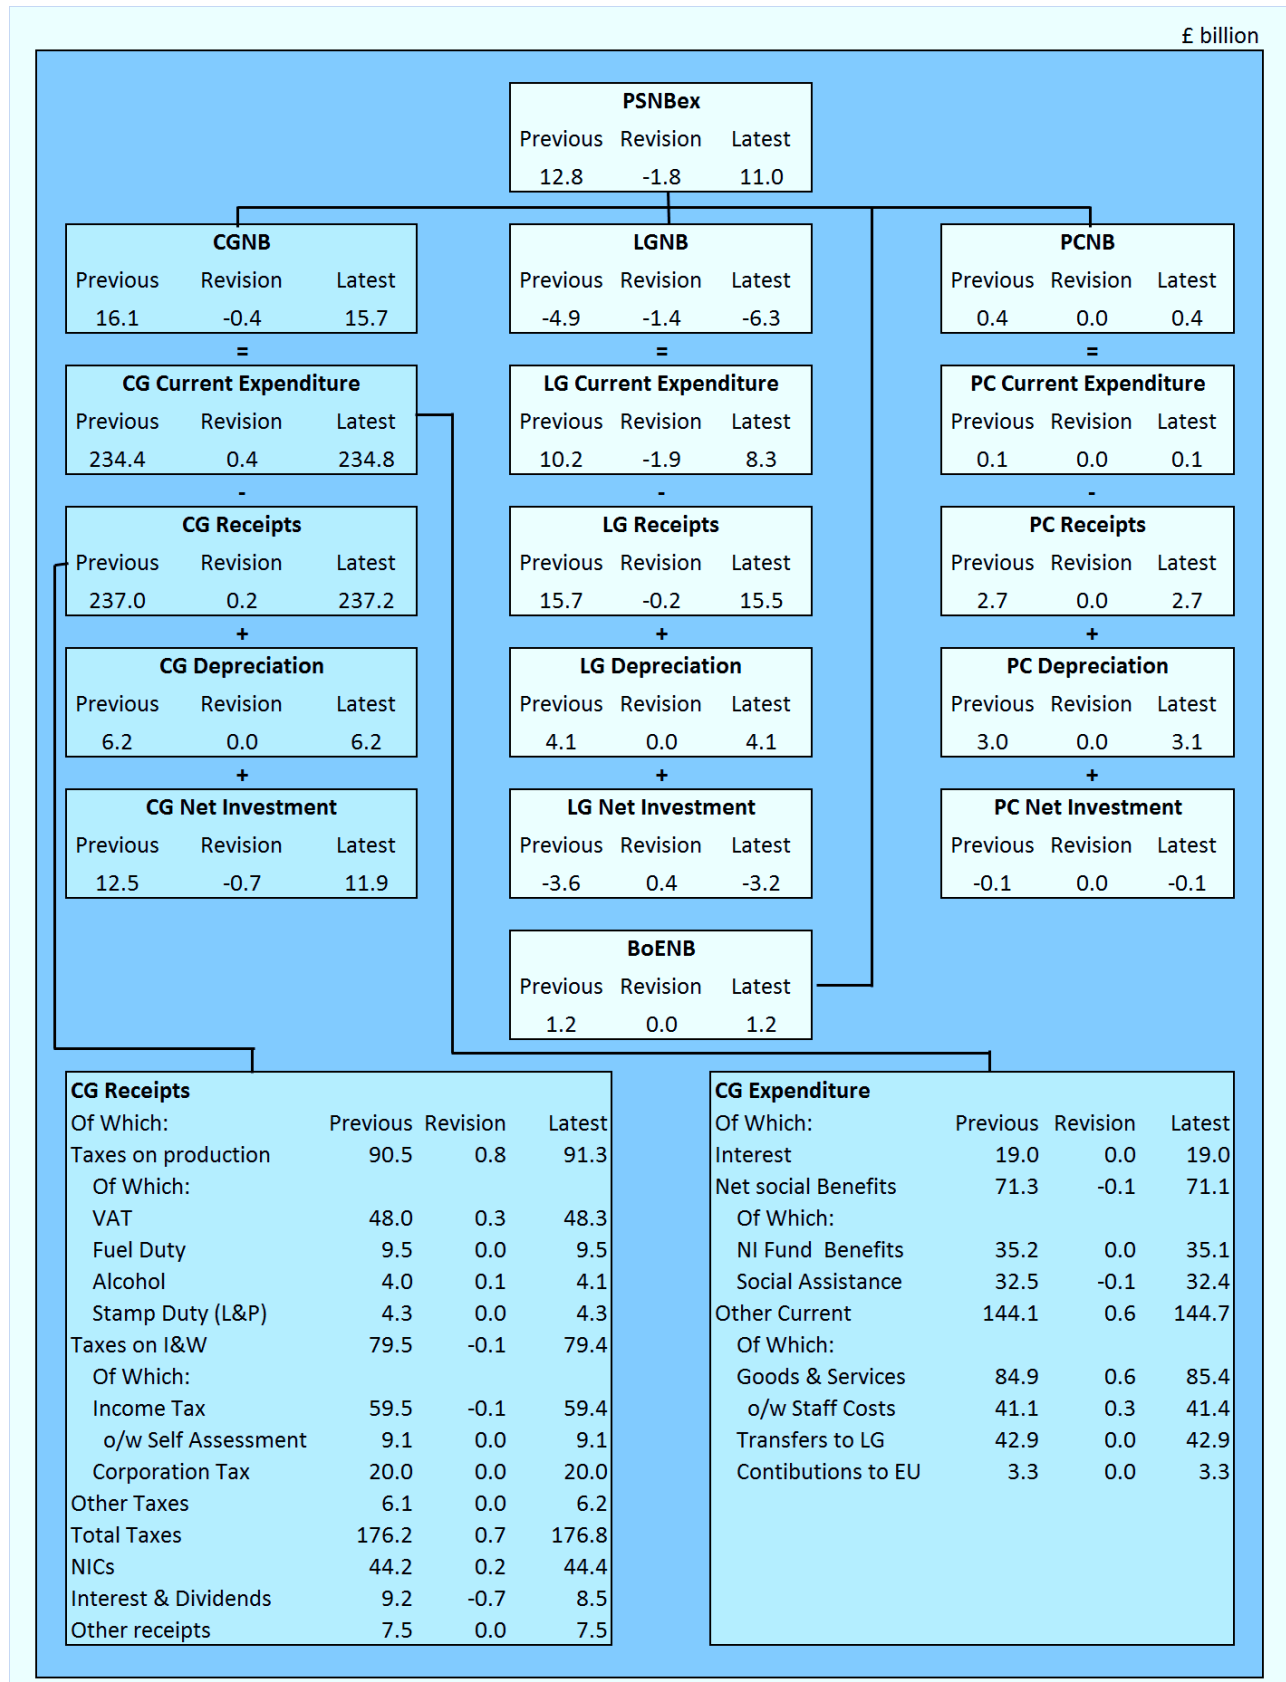 £ billion
PSNBex
Previous Revision Latest
12.8 -1.8 11.0
CGNB
Previous Revision Latest
16.1 -0.4 15.7
=
CG Current Expenditure
Previous Revision Latest
234.4 0.4 234.8
-
CG Receipts
Previous Revision Latest
237.0 0.2 237.2
+
CG Depreciation
Previous Revision Latest
6.2 0.0 6.2
+
CG Net Investment
Previous Revision Latest
12.5 -0.7 11.9
LGNB
Previous Revision Latest
-4.9 -1.4 -6.3
=
LG Current Expenditure
Previous Revision Latest
10.2 -1.9 8.3
-
LG Receipts
Previous Revision Latest
15.7 -0.2 15.5
+
LG Depreciation
Previous Revision Latest
4.1 0.0 4.1
+
LG Net Investment
Previous Revision Latest
-3.6 0.4 -3.2
PCNB
Previous Revision Latest
0.4 0.0 0.4
=
PC Current Expenditure
Previous Revision Latest
0.1 0.0 0.1
-
PC Receipts
Previous Revision Latest
2.7 0.0 2.7
+
PC Depreciation
Previous Revision Latest
3.0 0.0 3.1
+
PC Net Investment
Previous Revision Latest
-0.1 0.0 -0.1
BoENB
Previous Revision Latest
1.2 0.0 1.2
CG Receipts
Of Which: Previous Revision Latest
Taxes on production 90.5 0.8 91.3
Of Which:
VAT 48.0 0.3 48.3
Fuel Duty 9.5 0.0 9.5
Alcohol 4.0 0.1 4.1
Stamp Duty (L&P) 4.3 0.0 4.3
Taxes on I&W 79.5 -0.1 79.4
Of Which:
Income Tax 59.5 -0.1 59.4
o/w Self Assessment 9.1 0.0 9.1
Corporation Tax 20.0 0.0 20.0
Other Taxes 6.1 0.0 6.2
Total Taxes 176.2 0.7 176.8
NICs 44.2 0.2 44.4
Interest & Dividends 9.2 -0.7 8.5
Other receipts 7.5 0.0 7.5
CG Expenditure
Of Which: Previous Revision Latest
Interest 19.0 0.0 19.0
Net social Benefits 71.3 -0.1 71.1
Of Which:
NI Fund Benefits 35.2 0.0 35.1
Social Assistance 32.5 -0.1 32.4
Other Current 144.1 0.6 144.7
Of Which:
Goods & Services 84.9 0.6 85.4
o/w Staff Costs 41.1 0.3 41.4
Transfers to LG 42.9 0.0 42.9
Contibutions to EU 3.3 0.0 3.3